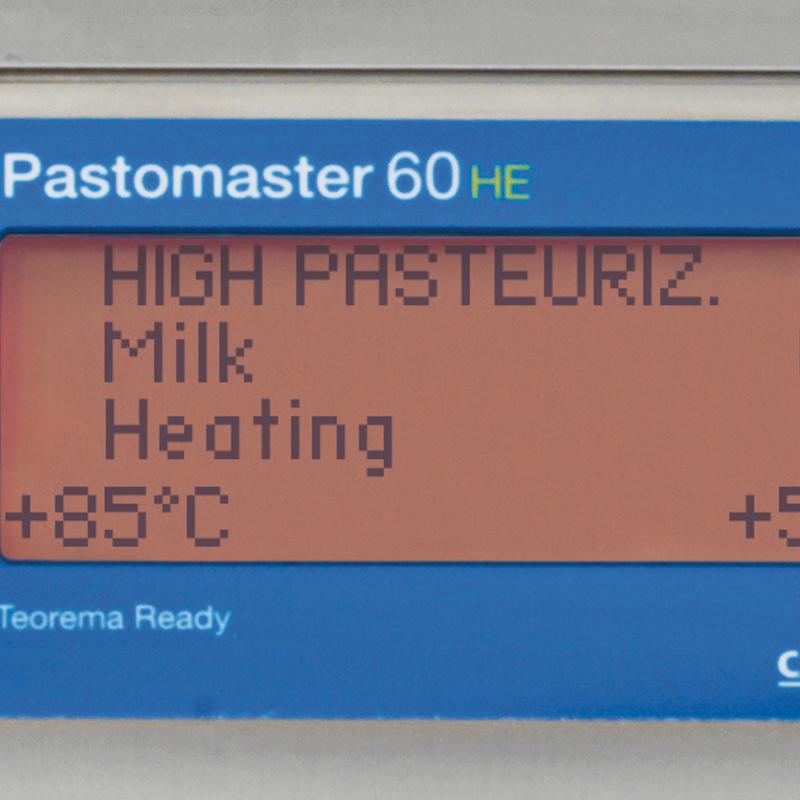 Pastomaster 60 HE
HIGH PASTEURIZ.
Milk
Heating
+85°C
Teorema Ready